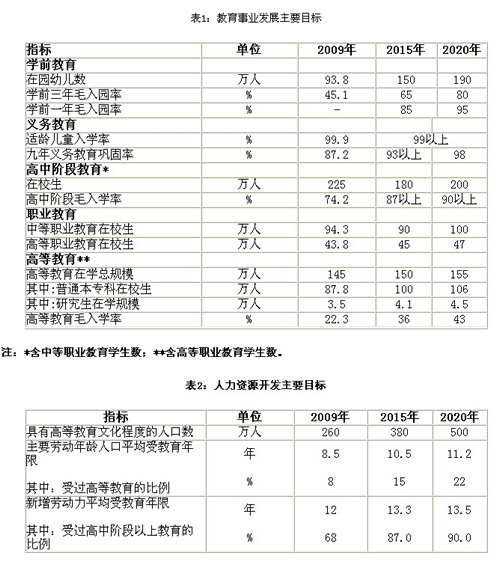 表1：教育事业发展主要目标
指标 单位 2009年 2015年 2020年
学前教育
在园幼儿数 万人 93.8 150 190
学前三年毛入园率 % 45.1 65 80
学前一年毛入园率 % - 85 95
义务教育
适龄儿童入学率 % 99.9 99以上
九年义务教育巩固率 % 87.2 93以上 98
高中阶段教育*
在校生 万人 225 180 200
高中阶段毛入学率 % 74.2 87以上 90以上
职业教育
中等职业教育在校生 万人 94.3 90 100
高等职业教育在校生 万人 43.8 45 47
高等教育**
高等教育在学总规模 万人 145 150 155
其中:普通本专科在校生 万人 87.8 100 106
其中:研究生在学规模 万人 3.5 4.1 4.5
高等教育毛入学率 % 22.3 36 43
注：*含中等职业教育学生数；**含高等职业教育学生数。
表2：人力资源开发主要目标
指标 单位 2009年 2015年 2020年
具有高等教育文化程度的人口数 万人 260 380 500
主要劳动年龄人口平均受教育年
限 年 8.5 10.5 11.2
其中：受过高等教育的比例 % 8 15 22
新增劳动力平均受教育年限 年 12 13.3 13.5
其中：受过高中阶段以上教育的
比例 % 68 87.0 90.0